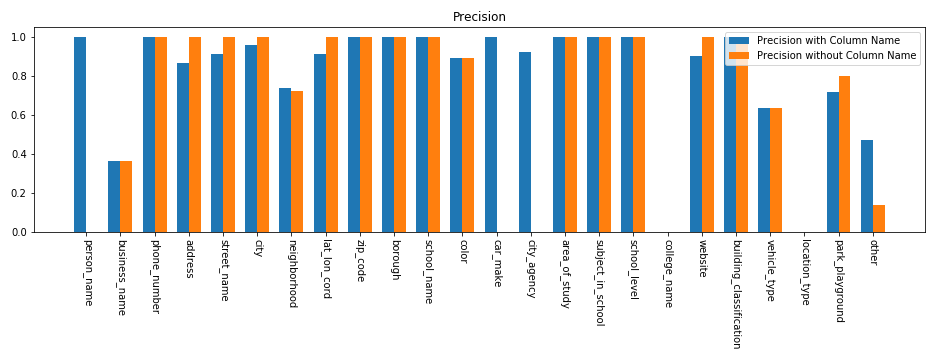 Precision
1.0
0.8
0.6
0.4
0.2
0.0
Precision with Column Name
Precision without Column Name
person_name
business_name
phone_number
address
street_name
city
neighborhood
lat_lon_cord
zip_code
borough
school_name
color
car_make
city_agency
area_of_study
subject_in_school
school_level
college_name
website
building_classification
vehicle_type
location_type
park_playground
other